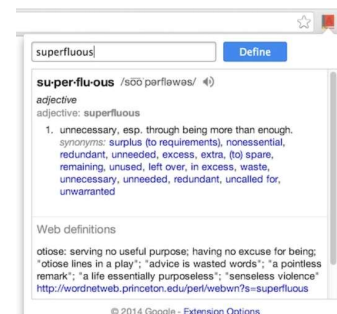 superfluous
Define
su·per·flu·ous /so͞oˈpərflo͞oəs/
adjective
adjective: superfluous
1. unnecessary, esp. through being more than enough.
synonyms: surplus (to requirements), nonessential,
redundant, unneeded, excess, extra, (to) spare,
remaining, unused, left over, in excess, waste,
unnecessary, unneeded, redundant, uncalled for,
unwarranted
Web definitions
otiose: serving no useful purpose; having no excuse for being;
"otiose lines in a play"; "advice is wasted words"; "a pointless
remark"; "a life essentially purposeless"; "senseless violence"
http://wordnetweb.princeton.edu/perl/webwn?s=superfluous
© 2014 Google - Extension Options